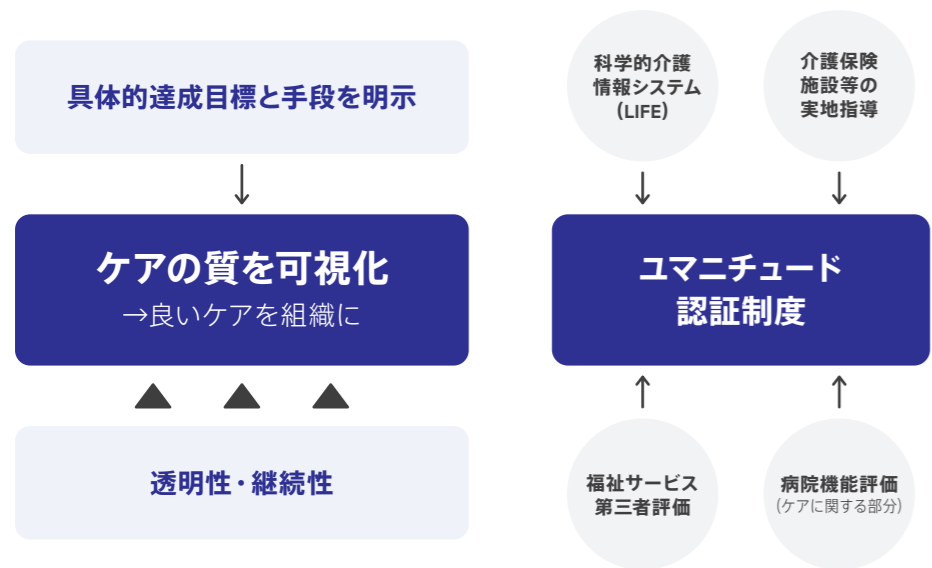 具体的達成目標と手段を明示
ケアの質を可視化
→良いケアを組織に
透明性・継続性
科学的介護
情報システム
(LIFE)
介護保険
施設等の
実地指導
ユマニチュード
認証制度
福祉サービス
第三者評価
病院機能評価
(ケアに関する部分)